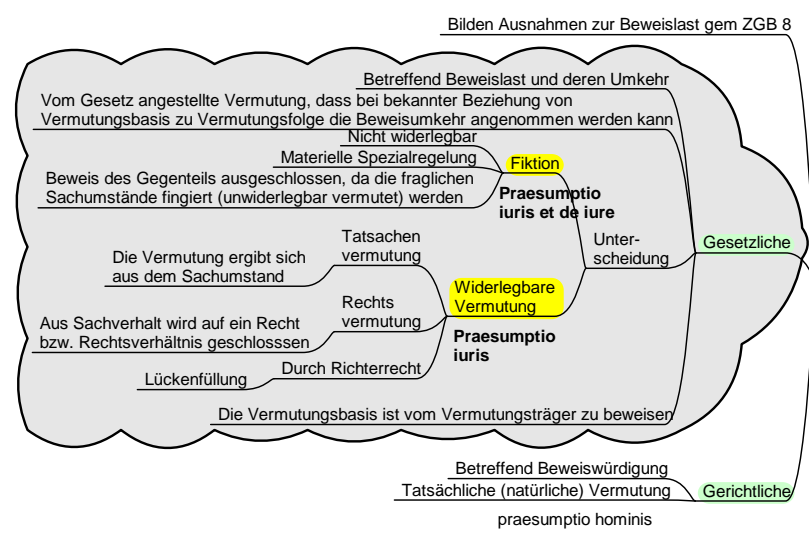 Bilden Ausnahmen zur Beweislast gem ZGB 8
Betreffend Beweislast und deren Umkehr
Vom Gesetz angestellte Vermutung, dass bei bekannter Beziehung von
Vermutungsbasis zu Vermutungsfolge die Beweisumkehr angenommen werden kann
Nicht widerlegbar
Materielle Spezialregelung
Beweis des Gegenteils ausgeschlossen, da die fraglichen
Sachumstände fingiert (unwiderlegbar vermutet) werden
Fiktion
Praesumptio
iuris et de iure
Unter-
scheidung
Gesetzliche
Tatsachen
vermutung
Die Vermutung ergibt sich
aus dem Sachumstand
Widerlegbare
Vermutung
Rechts
vermutung
Aus Sachverhalt wird auf ein Recht
bzw. Rechtsverhältnis geschlosssen
Praesumptio
iuris
Durch Richterrecht
Lückenfüllung
Die Vermutungsbasis ist vom Vermutungsträger zu beweisen
Betreffend Beweiswürdigung
Tatsächliche (natürliche) Vermutung
Gerichtliche
praesumptio hominis